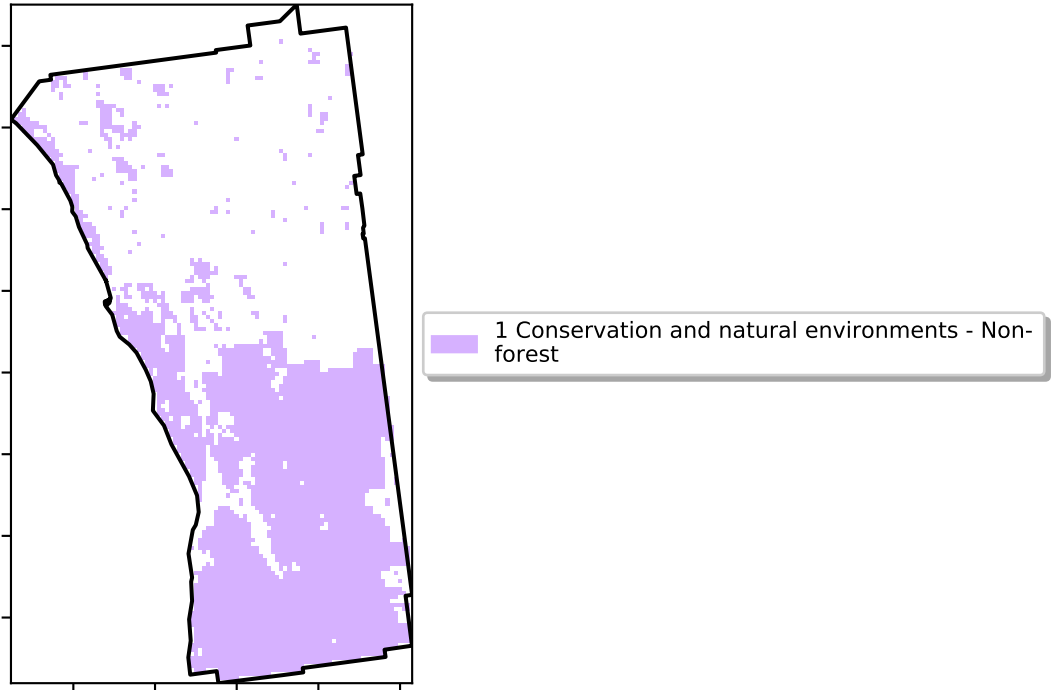 1 Conservation and natural environments - Non-
forest